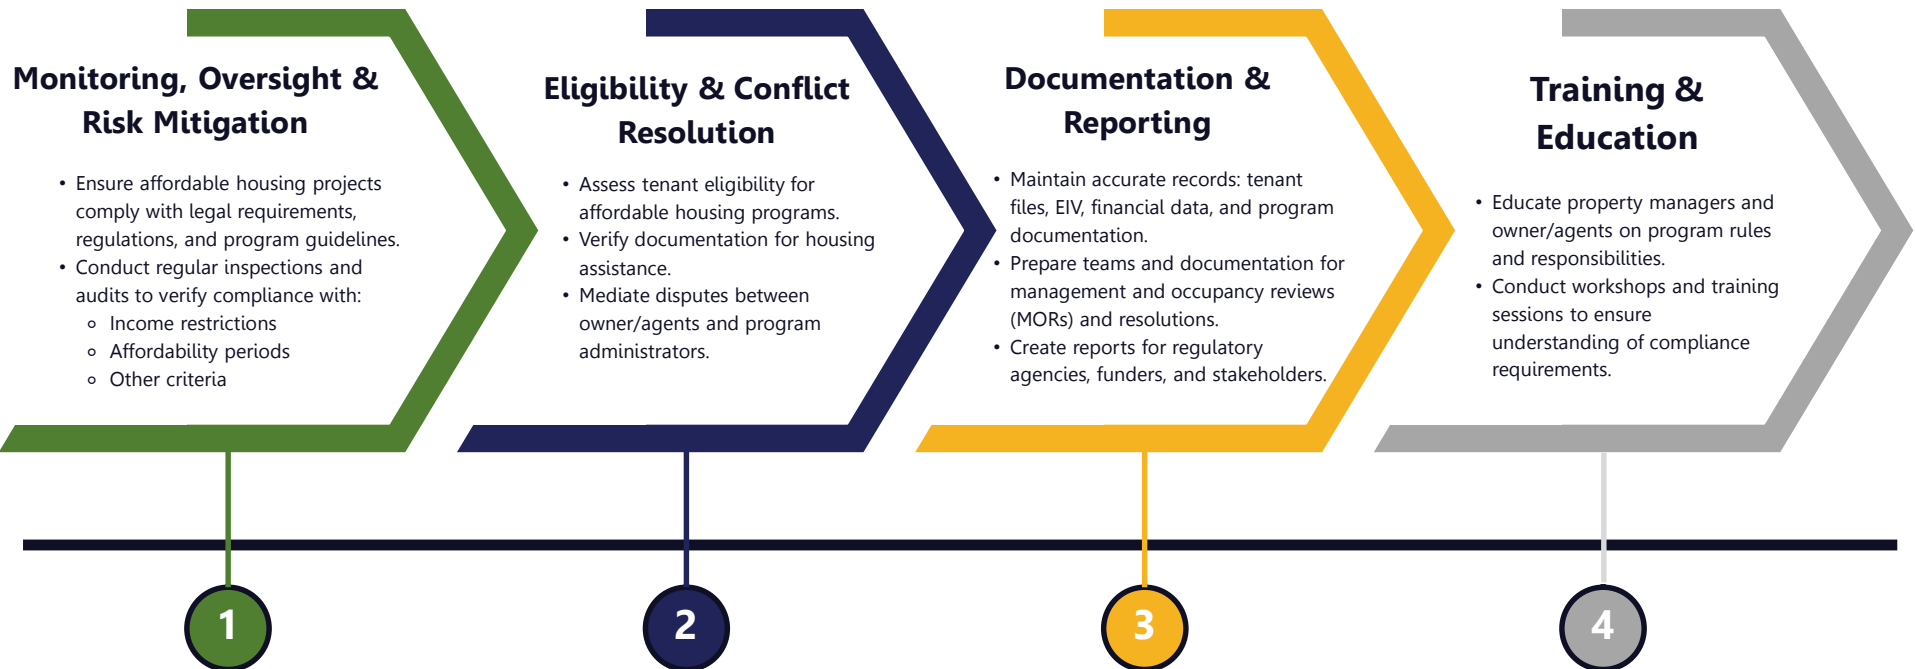 Monitoring, Oversight &
Risk Mitigation
• Ensure affordable housing projects
comply with legal requirements,
regulations, and program guidelines.
• Conduct regular inspections and
audits to verify compliance with:
◦ Income restrictions
◦ Affordability periods
◦ Other criteria
1
Eligibility & Conflict
Resolution
• Assess tenant eligibility for
affordable housing programs.
• Verify documentation for housing
assistance.
• Mediate disputes between
owner/agents and program
administrators.
2
Documentation &
Reporting
• Maintain accurate records: tenant
files, EIV, financial data, and program
documentation.
• Prepare teams and documentation for
management and occupancy reviews
(MORs) and resolutions.
• Create reports for regulatory
agencies, funders, and stakeholders.
3
Training &
Education
• Educate property managers and
owner/agents on program rules
and responsibilities.
• Conduct workshops and training
sessions to ensure
understanding of compliance
requirements.
4